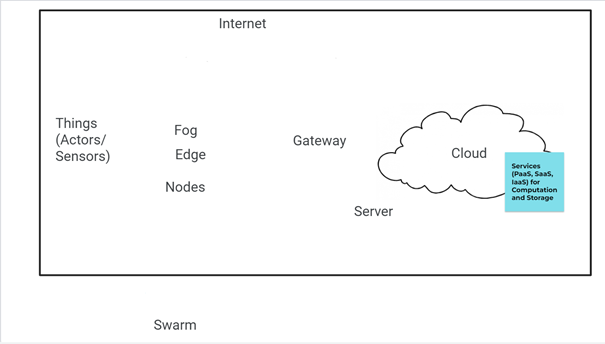 Internet
Things
(Actors/
Sensors)
Fog
Edge
Nodes
Gateway
Cloud
Services
(PaaS, SaaS,
IaaS) for
Computation
and Storage
Server
Swarm